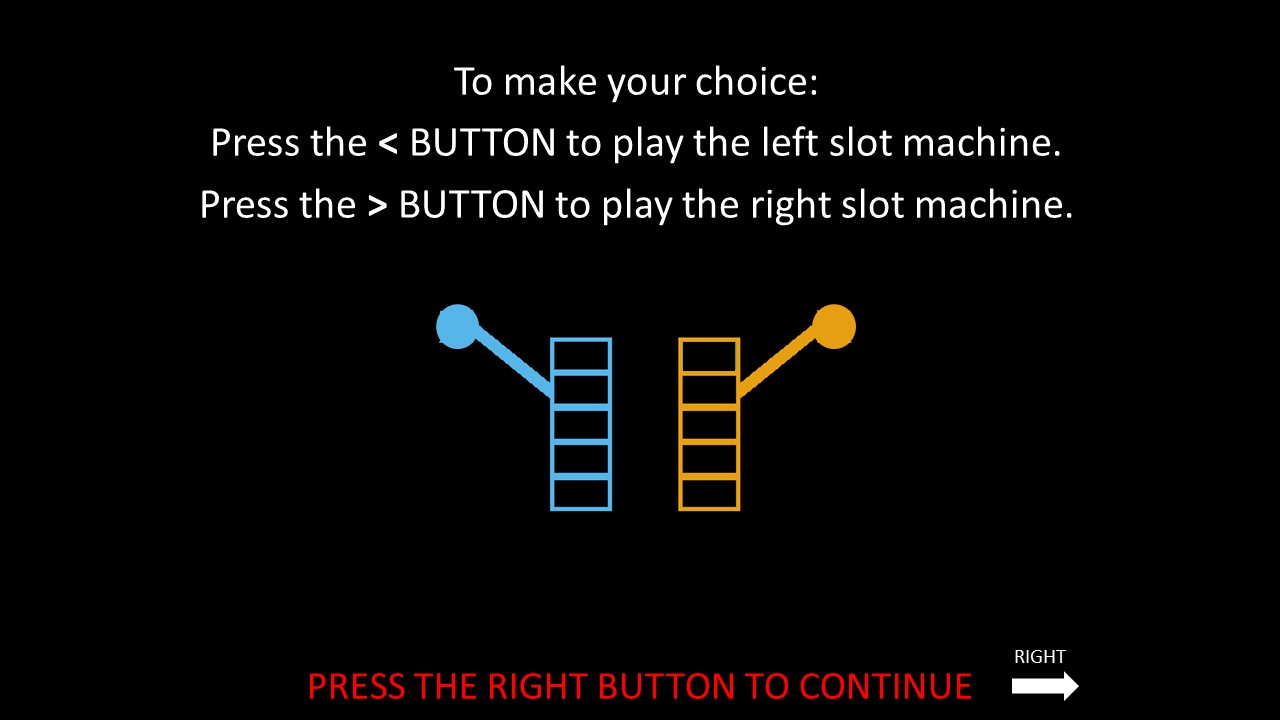 To make your choice:
Press the < BUTTON to play the left slot machine.
Press the > BUTTON to play the right slot machine.
RIGHT
PRESS THE RIGHT BUTTON TO CONTINUE